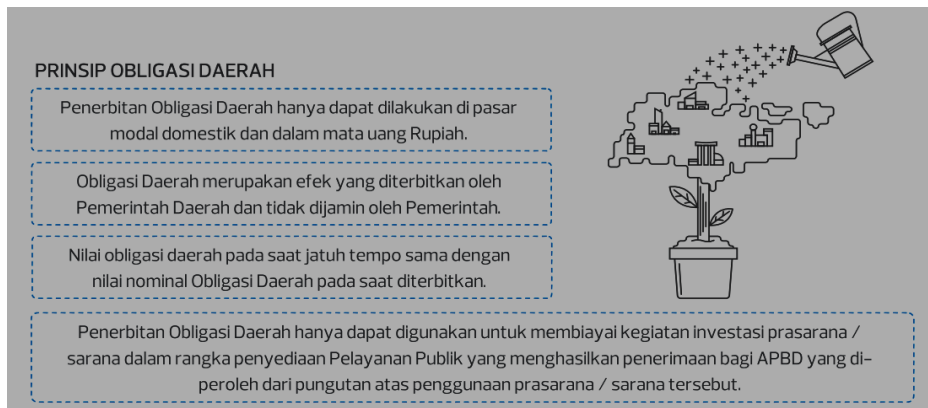 PRINSIP OBLIGASI DAERAH
Penerbitan Obligasi Daerah hanya dapat dilakukan di pasar
modal domestik dan dalam mata uang Rupiah.
Obligasi Daerah merupakan efek yang diterbitkan oleh
Pemerintah Daerah dan tidak dijamin oleh Pemerintah.
Nilai obligasi daerah pada saat jatuh tempo sama dengan
nilai nominal Obligasi Daerah pada saat diterbitkan.
Penerbitan Obligasi Daerah hanya dapat digunakan untuk membiayai kegiatan investasi prasarana /
sarana dalam rangka penyediaan Pelayanan Publik yang menghasilkan penerimaan bagi APBD yang di-
peroleh dari pungutan atas penggunaan prasarana / sarana tersebut.